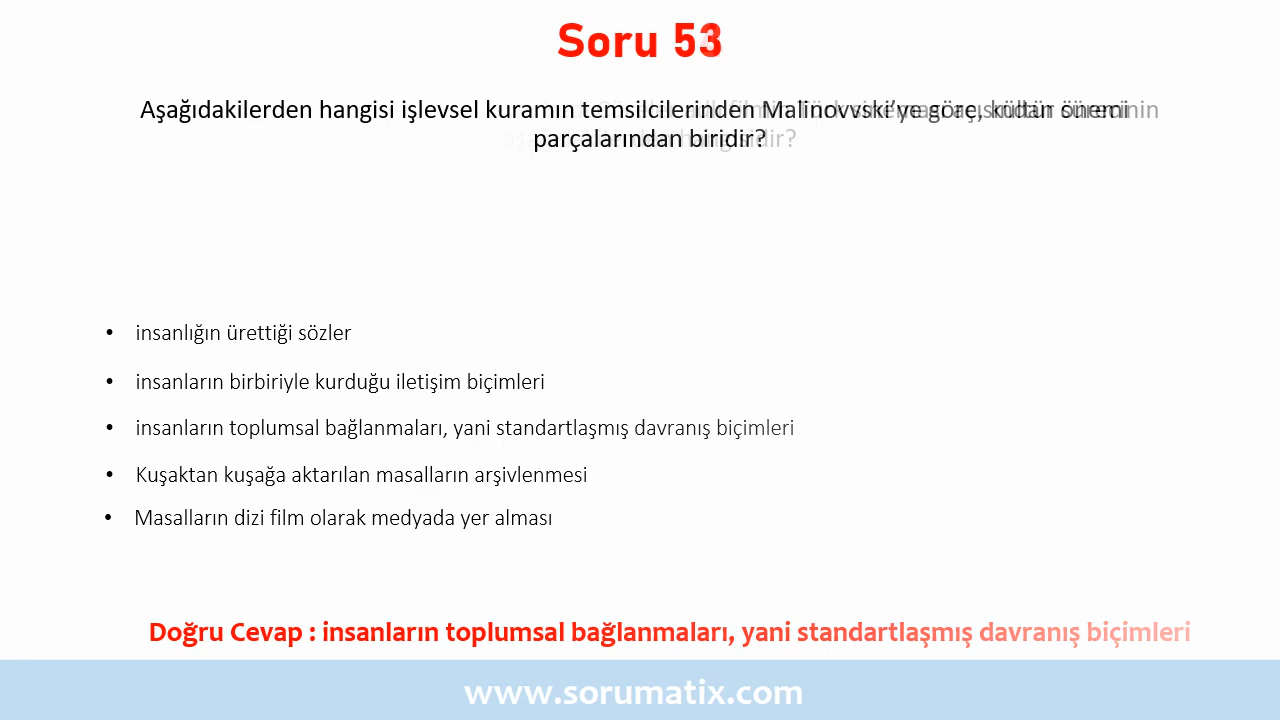 Soru 53
Aşağıdakilerden hangisi işlevsel kuramın temsilcilerinden Malinovvski’ye göre, kültür
parçalarından biridir?
• insanlığın ürettiği sözler
• insanların birbiriyle kurduğu iletişim biçimleri
• insanların toplumsal bağlanmaları, yani standartlaşmış davranış biçimleri
• Kuşaktan kuşağa aktarılan masalların arşivlenmesi
• Masalların dizi film olarak medyada yer alması
Doğru Cevap : insanların toplumsal bağlanmaları, yani standartlaşmış davranış biçimleri
www.sorumatix.com